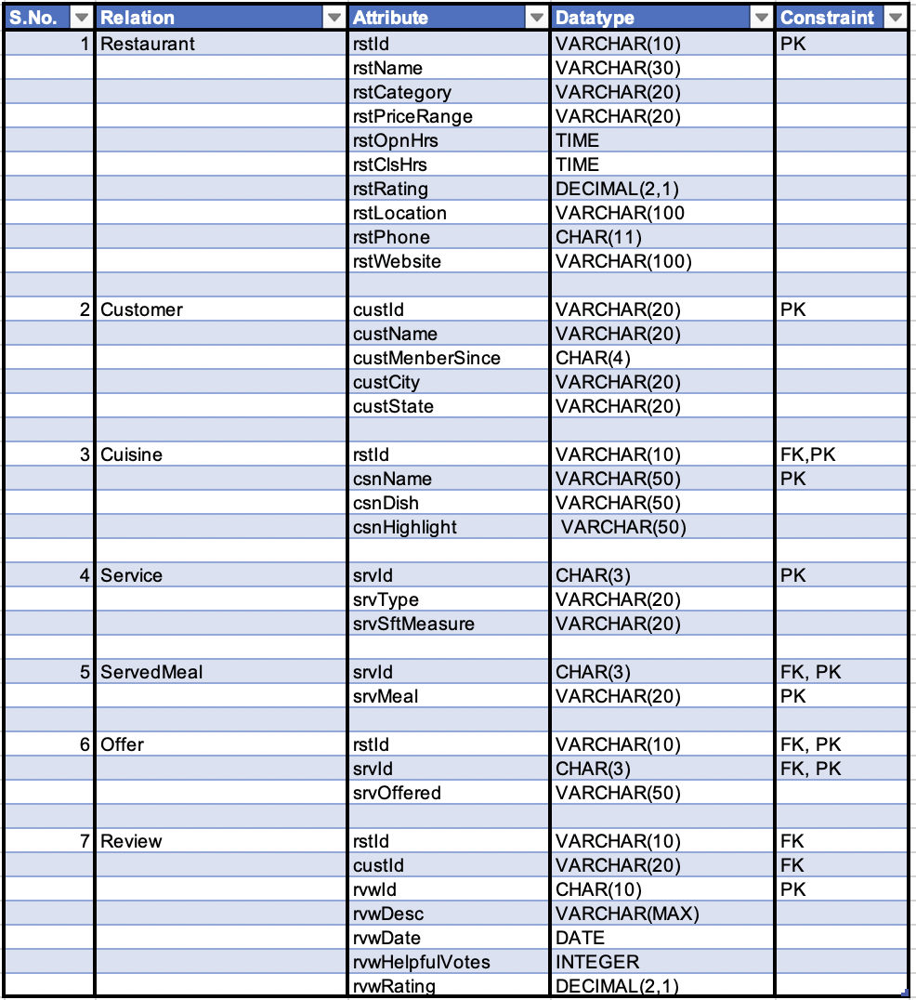 S.No. Relation Attribute Datatype Constraint
1 Restaurant rstId VARCHAR(10) PK
rstName VARCHAR(30)
rstCategory VARCHAR(20)
rstPriceRange VARCHAR(20)
rstOpnHrs TIME
rstClsHrs TIME
rstRating DECIMAL(2,1)
rstLocation VARCHAR(100
rstPhone CHAR(11)
rstWebsite VARCHAR(100)
2 Customer custId VARCHAR(20) PK
custName VARCHAR(20)
custMenberSince CHAR(4)
custCity VARCHAR(20)
custState VARCHAR(20)
3 Cuisine rstId VARCHAR(10) FK,PK
csnName VARCHAR(50) PK
csnDish VARCHAR(50)
csnHighlight VARCHAR(50)
4 Service srvId CHAR(3) PK
srvType VARCHAR(20)
srvSftMeasure VARCHAR(20)
5 ServedMeal srvId CHAR(3) FK, PK
srvMeal VARCHAR(20) PK
6 Offer rstId VARCHAR(10) FK, PK
srvId CHAR(3) FK, PK
srvOffered VARCHAR(50)
7 Review rstId VARCHAR(10) FK
custId VARCHAR(20) FK
rvwId CHAR(10) PK
rvwDesc VARCHAR(MAX)
rvwDate DATE
rvwHelpfulVotes INTEGER
rvwRating DECIMAL(2,1)